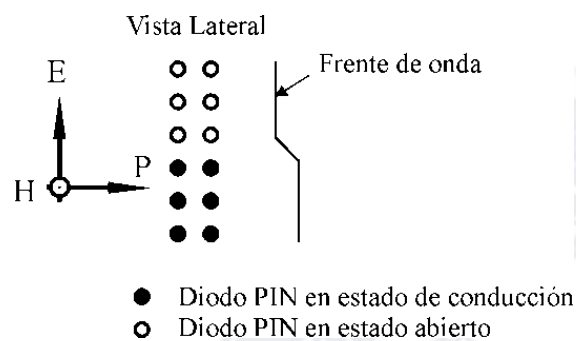 Vista Lateral
Frente de onda
E
P
H
Diodo PIN en estado de conducción
Diodo PIN en estado abierto